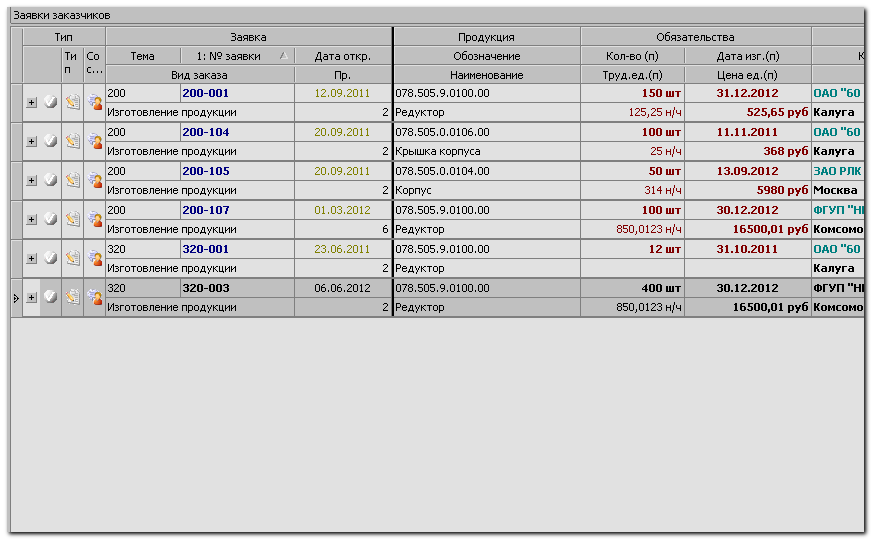 Заявки заказчиков
Тип Заявка Продукция Обязательства
Ти п Со с... Тема 1: № заявки Дата откр. Обозначение Кол-во (п) Дата изг.(п) К
Вид заказа Пр. Наименование Труд.ед.(п) Цена ед.(п)
200 200-001 12.09.2011 078.505.9.0100.00 150 шт 31.12.2012 ОАО "60
Изготовление продукции 2 Редуктор 125,25 н/ч 525,65 руб Калуга
200 200-104 20.09.2011 078.505.0.0106.00 100 шт 11.11.2011 ОАО "60
Изготовление продукции 2 Крышка корпуса 25 н/ч 368 руб Калуга
200 200-105 20.09.2011 078.505.0.0104.00 50 шт 13.09.2012 ЗАО РЛК
Изготовление продукции 2 Корпус 314 н/ч 5980 руб Москва
200 200-107 01.03.2012 078.505.9.0100.00 100 шт 30.12.2012 ФГУП "НІ
Изготовление продукции 6 Редуктор 850,0123 н/ч 16500,01 руб Комсомо
320 320-001 23.06.2011 078.505.9.0100.00 12 шт 31.10.2011 ОАО "60
Изготовление продукции 2 Редуктор Калуга
320 320-003 06.06.2012 078.505.9.0100.00 400 шт 30.12.2012 ФГУП "НІ
Изготовление продукции 2 Редуктор 850,0123 н/ч 16500,01 руб Комсомо